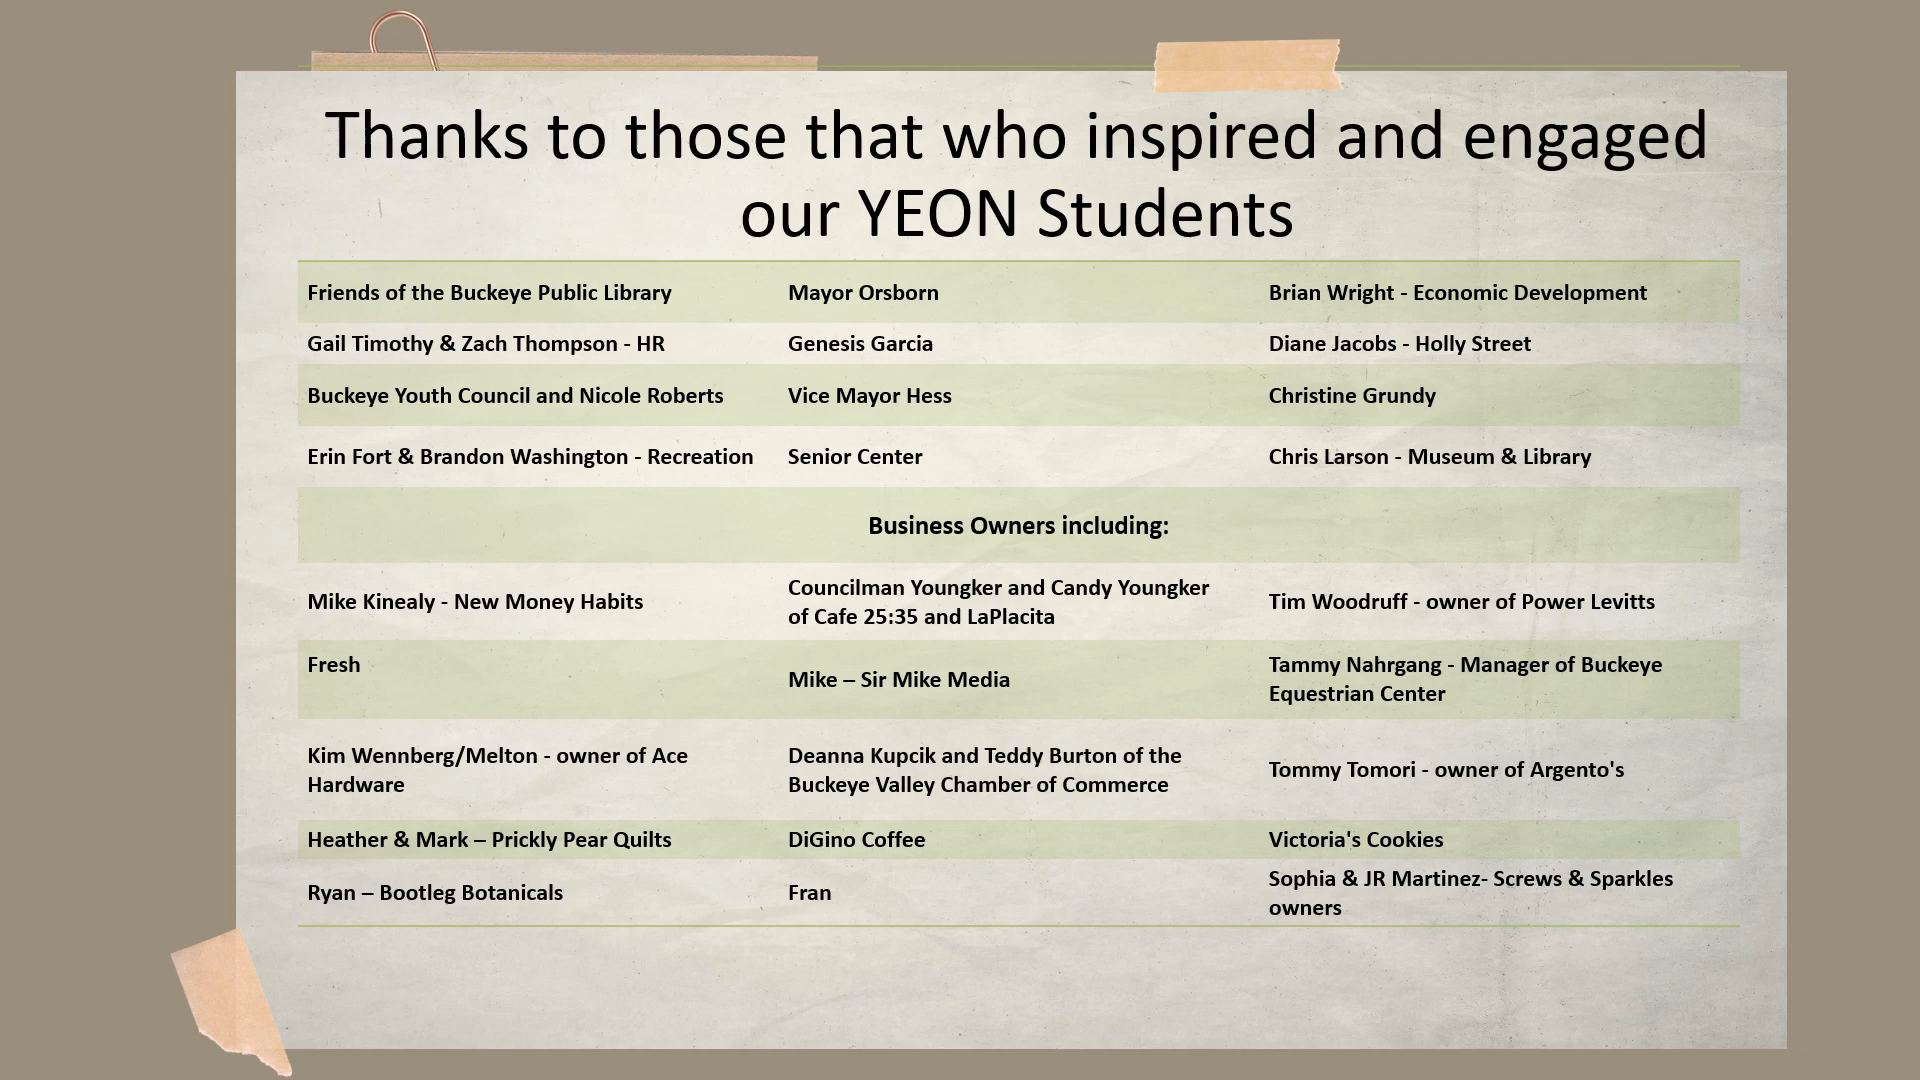 Thanks to those that who inspired and engaged
our YEON Students
Friends of the Buckeye Public Library
Mayor Orsborn
Brian Wright - Economic Development
Gail Timothy & Zach Thompson - HR
Genesis Garcia
Diane Jacobs - Holly Street
Buckeye Youth Council and Nicole Roberts
Vice Mayor Hess
Christine Grundy
Erin Fort & Brandon Washington - Recreation
Senior Center
Chris Larson - Museum & Library
Business Owners including:
Mike Kinealy - New Money Habits
Councilman Youngker and Candy Youngker
of Cafe 25:35 and LaPlacita
Tim Woodruff - owner of Power Levitts
Fresh
Mike – Sir Mike Media
Tammy Nahrgang - Manager of Buckeye
Equestrian Center
Kim Wennberg/Melton - owner of Ace
Hardware
Deanna Kupcik and Teddy Burton of the
Buckeye Valley Chamber of Commerce
Tommy Tomori - owner of Argento's
Heather & Mark – Prickly Pear Quilts
DiGino Coffee
Victoria's Cookies
Ryan – Bootleg Botanicals
Fran
Sophia & JR Martinez- Screws & Sparkles
owners